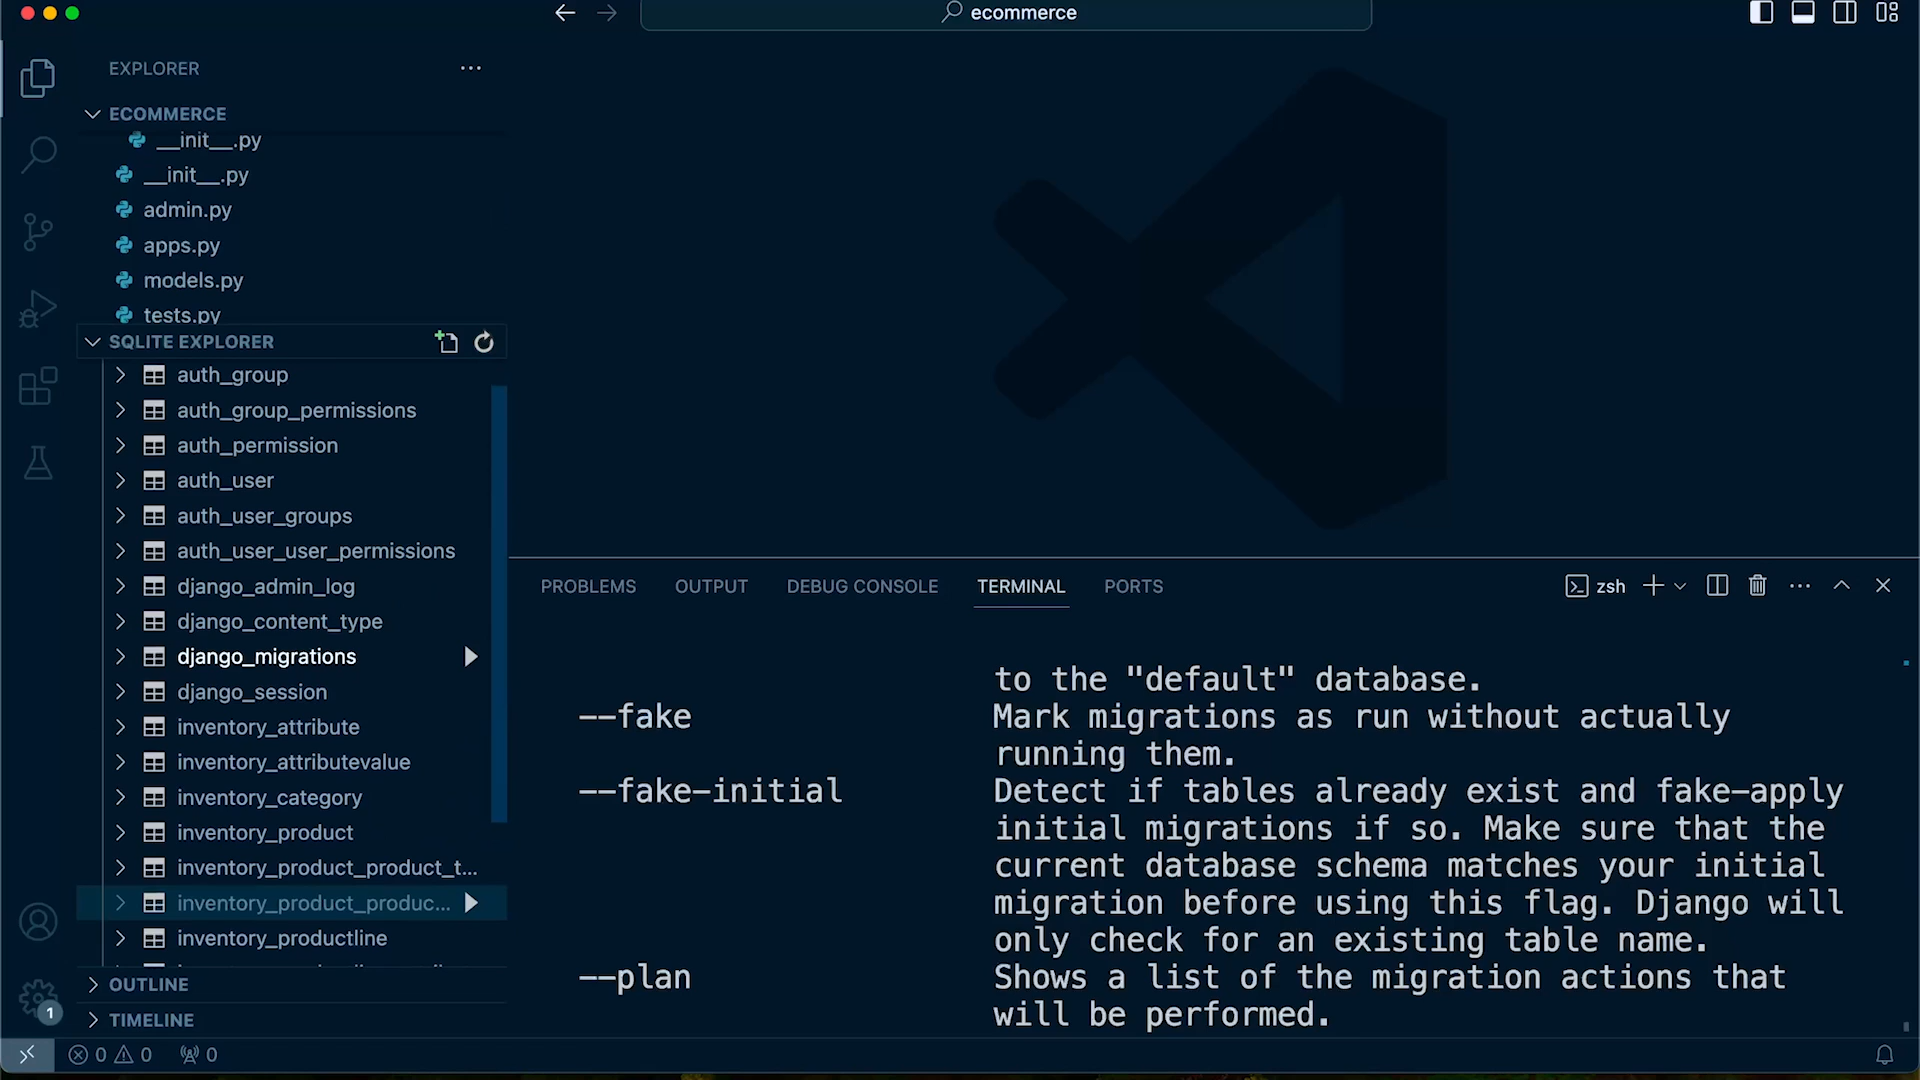 ecommerce
EXPLORER
ECOMMERCE
__init__.py
__init__.py
admin.py
apps.py
models.py
tests.py
SQLITE EXPLORER
auth_group
auth_group_permissions
auth_permission
auth_user
auth_user_groups
auth_user_user_permissions
django_admin_log
django_content_type
django_migrations
django_session
inventory_attribute
inventory_attributevalue
inventory_category
inventory_product
inventory_product_product_t...
inventory_product_produc...
inventory_productline
OUTLINE
TIMELINE
1
0 0 0
PROBLEMS OUTPUT DEBUG CONSOLE TERMINAL PORTS zsh
to the "default" database.
--fake Mark migrations as run without actually
running them.
--fake-initial Detect if tables already exist and fake-apply
initial migrations if so. Make sure that the
current database schema matches your initial
migration before using this flag. Django will
only check for an existing table name.
--plan Shows a list of the migration actions that
will be performed.